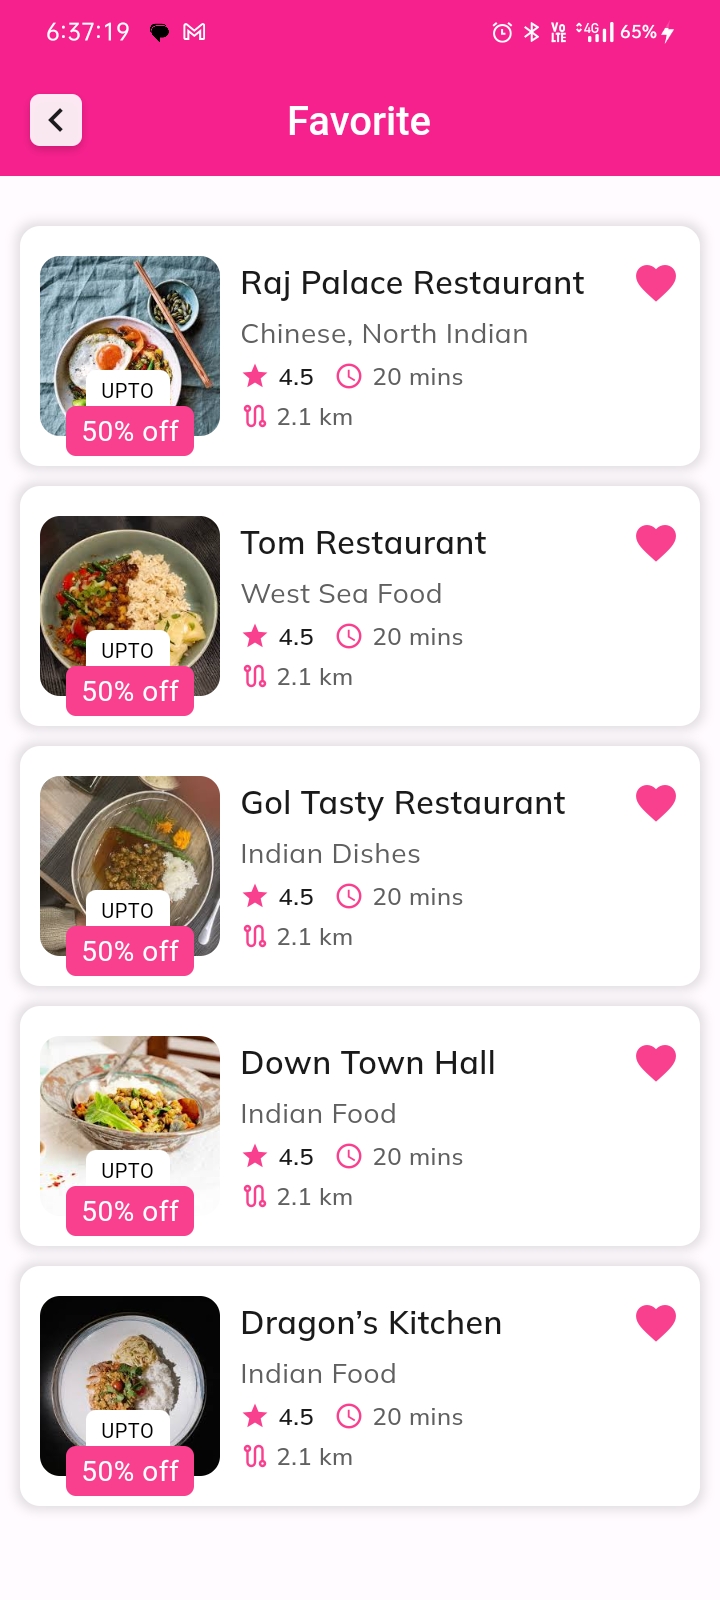 6:37:19 Vo LTE 4G 65%
Favorite
Raj Palace Restaurant
Chinese, North Indian
4.5 20 mins
2.1 km
UPTO
50% off
Tom Restaurant
West Sea Food
4.5 20 mins
2.1 km
UPTO
50% off
Gol Tasty Restaurant
Indian Dishes
4.5 20 mins
2.1 km
UPTO
50% off
Down Town Hall
Indian Food
4.5 20 mins
2.1 km
UPTO
50% off
Dragon’s Kitchen
Indian Food
4.5 20 mins
2.1 km
UPTO
50% off